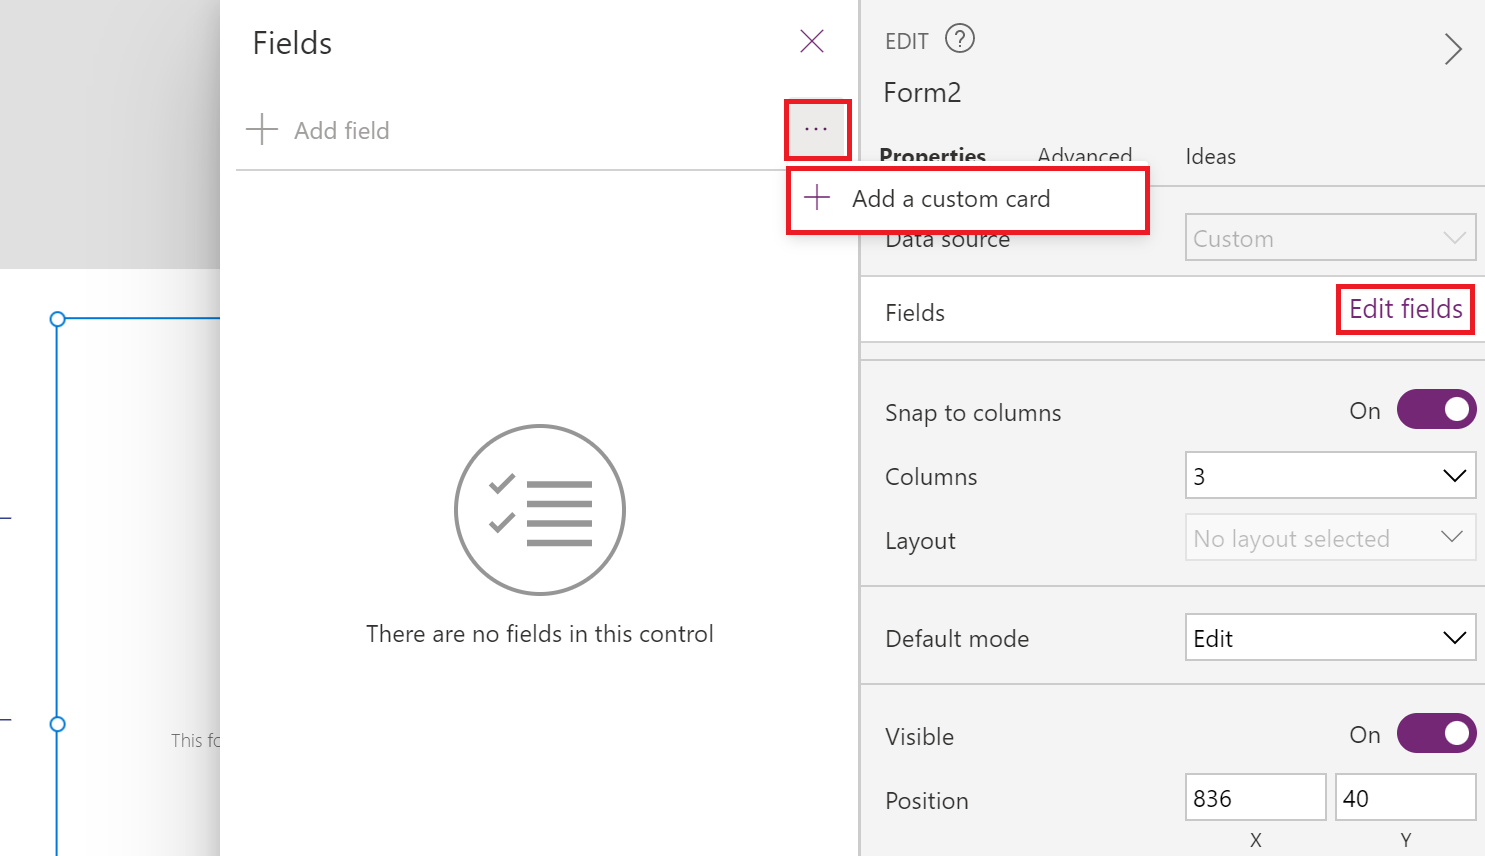 Fields
Add field
...
Add a custom card
There are no fields in this control
This fo
EDIT ?
Form2
Properties Advanced Ideas
Data source Custom
Fields Edit fields
Snap to columns On
Columns 3
Layout No layout selected
Default mode Edit
Visible On
Position 836 40
X Y